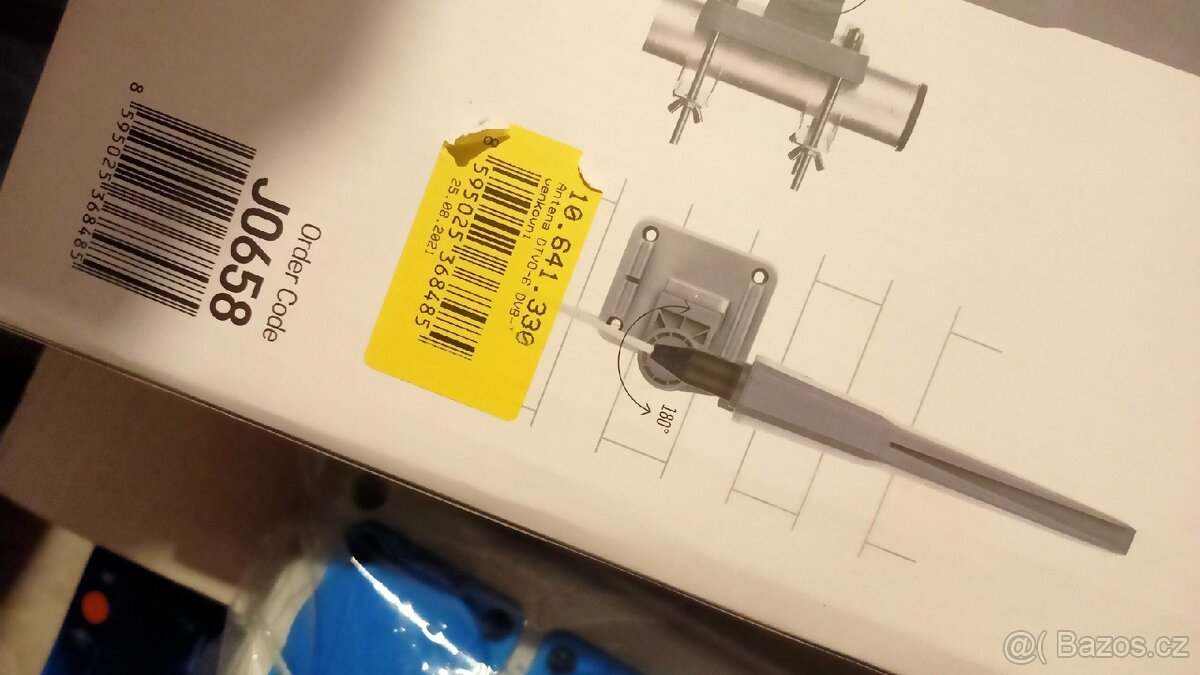 Order Code
J0658
8 595025 368485
10.641.330
Antena DTVO-6 DVB-T
venkovní
8 595025 368485
25.08.2021
180°
@( Bazos.cz